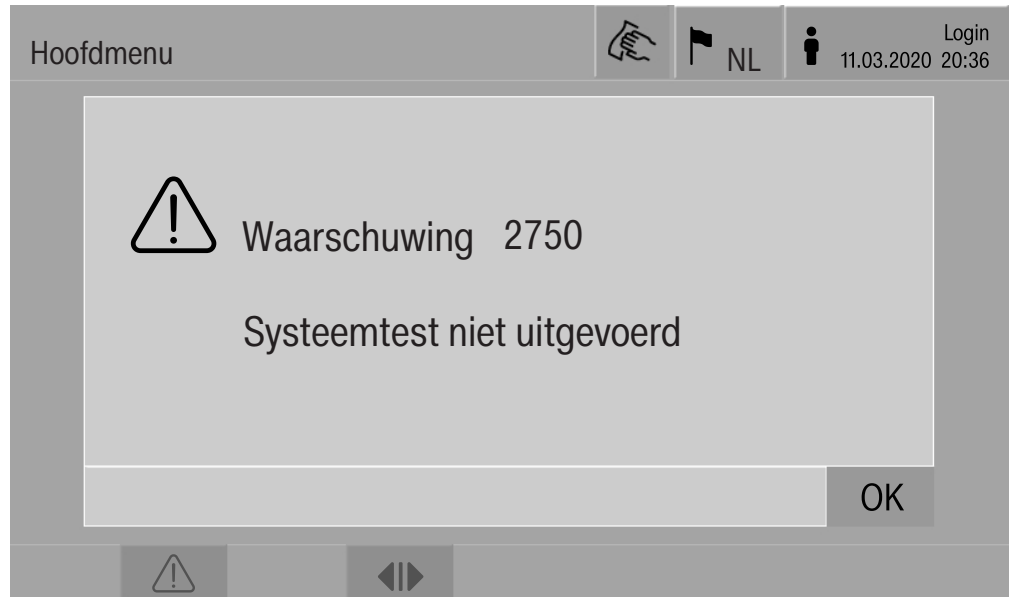 Hoofdmenu
NL
Login
11.03.2020 20:36
Waarschuwing 2750
Systeemtest niet uitgevoerd
OK